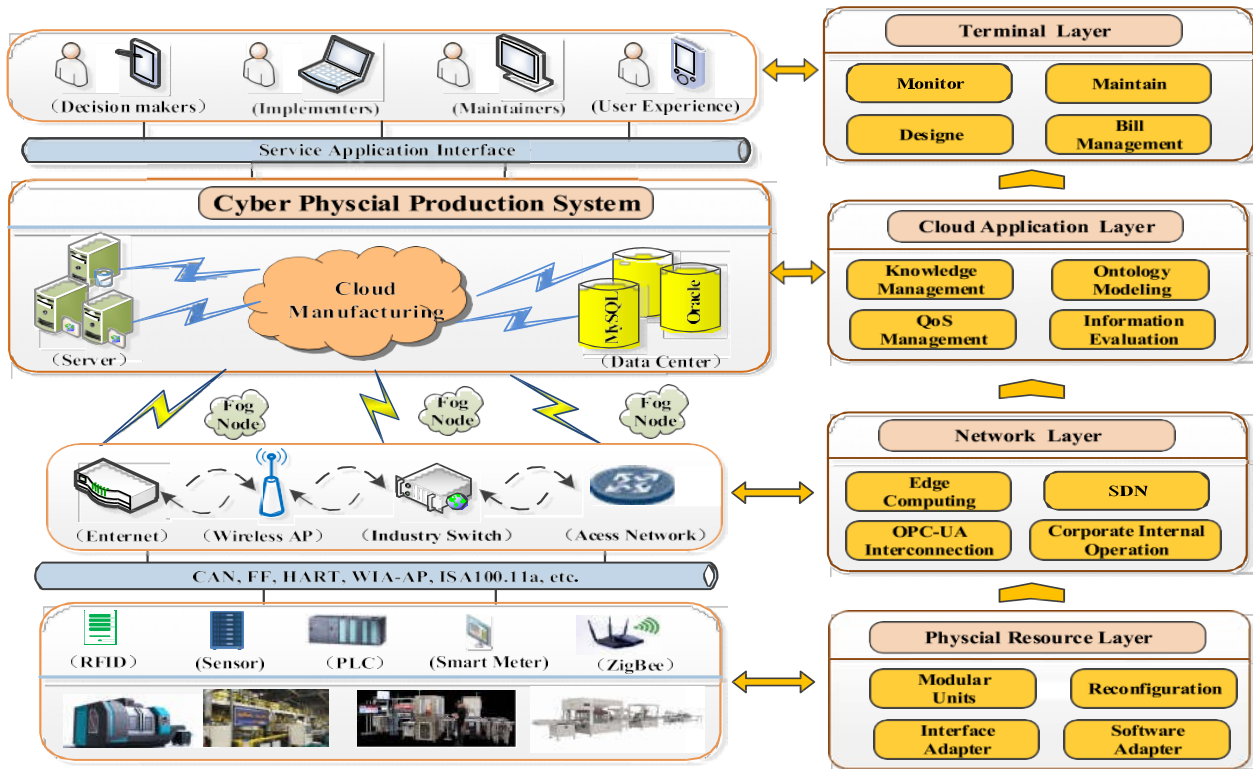 Terminal Layer
Monitor
Maintain
Designe
Bill
Management
(Decision makers)
(Implementers)
(Maintainers)
(User Experience)
Service Application Interface
Cyber Physcial Production System
Cloud
Manufacturing
MySQL
Oracle
(Server)
(Data Center)
Cloud Application Layer
Knowledge
Management
Ontology
Modeling
QoS
Management
Information
Evaluation
Fog
Node
Fog
Node
Fog
Node
(Enternet)
(Wireless AP)
(Industry Switch)
(Acess Network)
Network Layer
Edge
Computing
SDN
OPC-UA
Interconnection
Corporate Internal
Operation
CAN, FF, HART, WIA-AP, ISA100.11a, etc.
(RFID)
(Sensor)
(PLC)
(Smart Meter)
(ZigBee)
Physcial Resource Layer
Modular
Units
Reconfiguration
Interface
Adapter
Software
Adapter